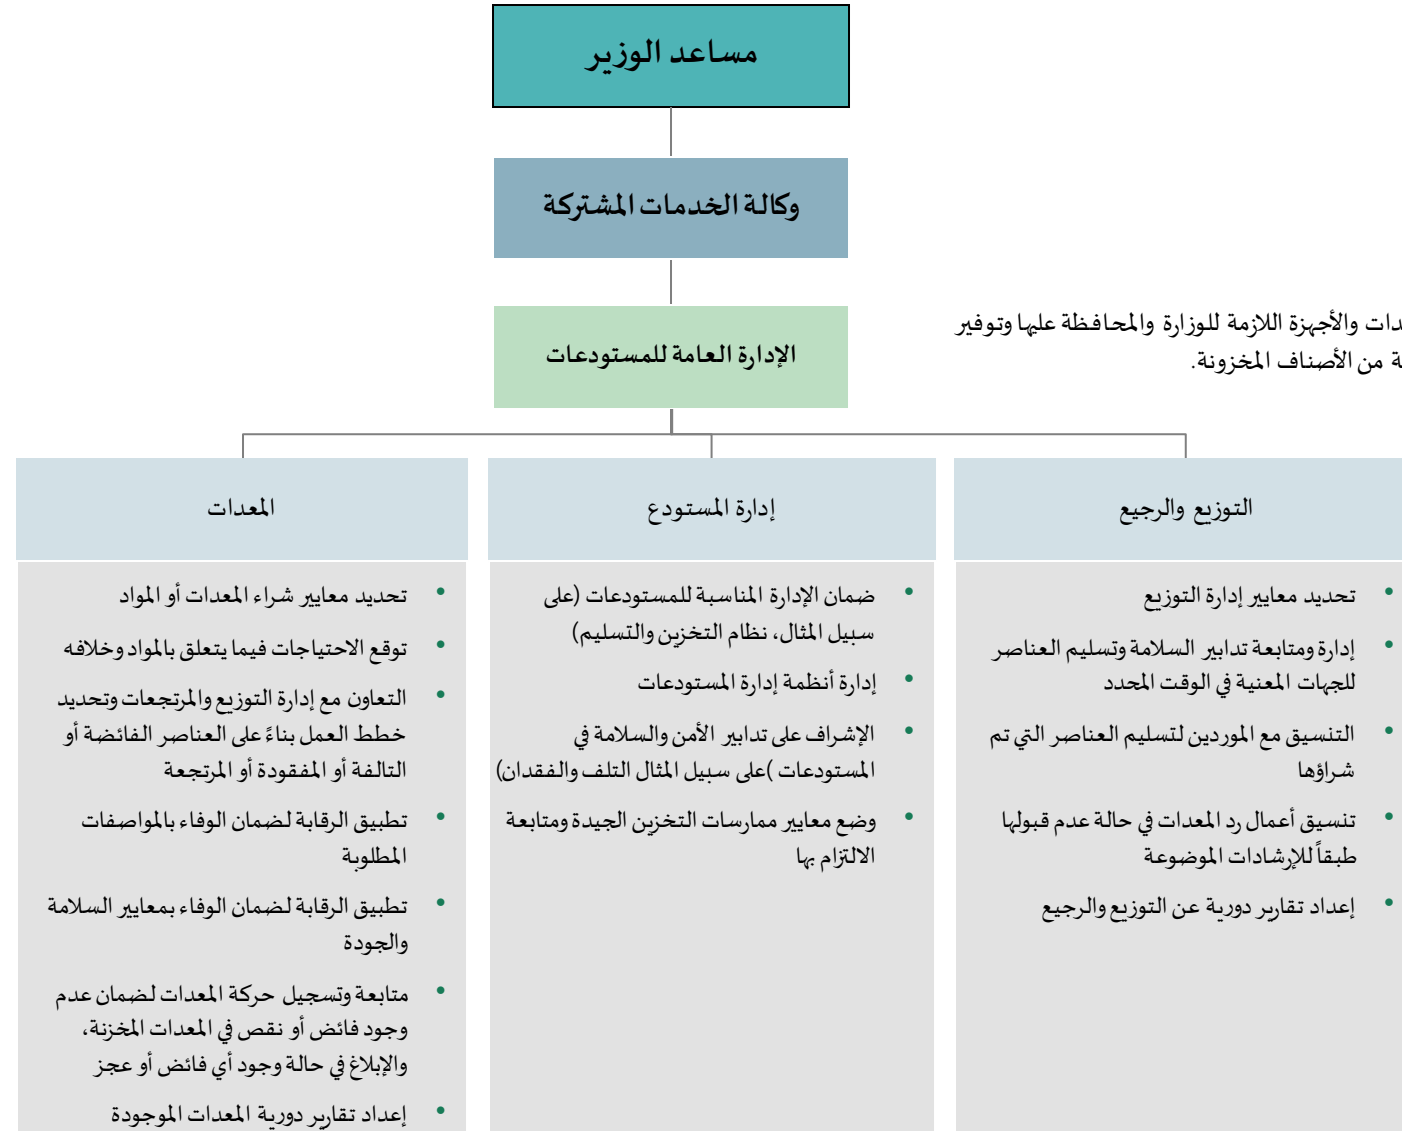 مساعد الوزير
وكالة الخدمات المشتركة
الإدارة العامة للمستودعات
والأجهزة اللازمة للوزارة والمحافظة عليها وتوفير
من الأصناف المخزونة.
التوزيع والرجيع
• تحديد معايير إدارة التوزيع
• إدارة ومتابعة تدابير السلامة وتسليم العناصر
للجهات المعنية في الوقت المحدد
• التنسيق مع الموردين لتسليم العناصر التي تم
شراؤها
• تنسيق أعمال رد المعدات في حالة عدم قبولها
طبقاً للإرشادات الموضوعة
• إعداد تقارير دورية عن التوزيع والرجيع
إدارة المستودع
• ضمان الإدارة المناسبة للمستودعات (على
سبيل المثال، نظام التخزين والتسليم)
• إدارة أنظمة إدارة المستودعات
• الإشراف على تدابير الأمن والسلامة في
المستودعات )على سبيل المثال التلف والفقدان)
• وضع معايير ممارسات التخزين الجيدة ومتابعة
الالتزام بها
المعدات
• تحديد معايير شراء المعدات أو المواد
• توقع الاحتياجات فيما يتعلق بالمواد وخلافه
• التعاون مع إدارة التوزيع والمرتجعات وتحديد
خطط العمل بناءً على العناصر الفائضة أو
التالفة أو المفقودة أو المرتجعة
• تطبيق الرقابة لضمان الوفاء بالمواصفات
المطلوبة
• تطبيق الرقابة لضمان الوفاء بمعايير السلامة
والجودة
• متابعة وتسجيل حركة المعدات لضمان عدم
وجود فائض أو نقص في المعدات المخزنة،
والإبلاغ في حالة وجود أي فائض أو عجز
• إعداد تقارير دورية المعدات الموجودة